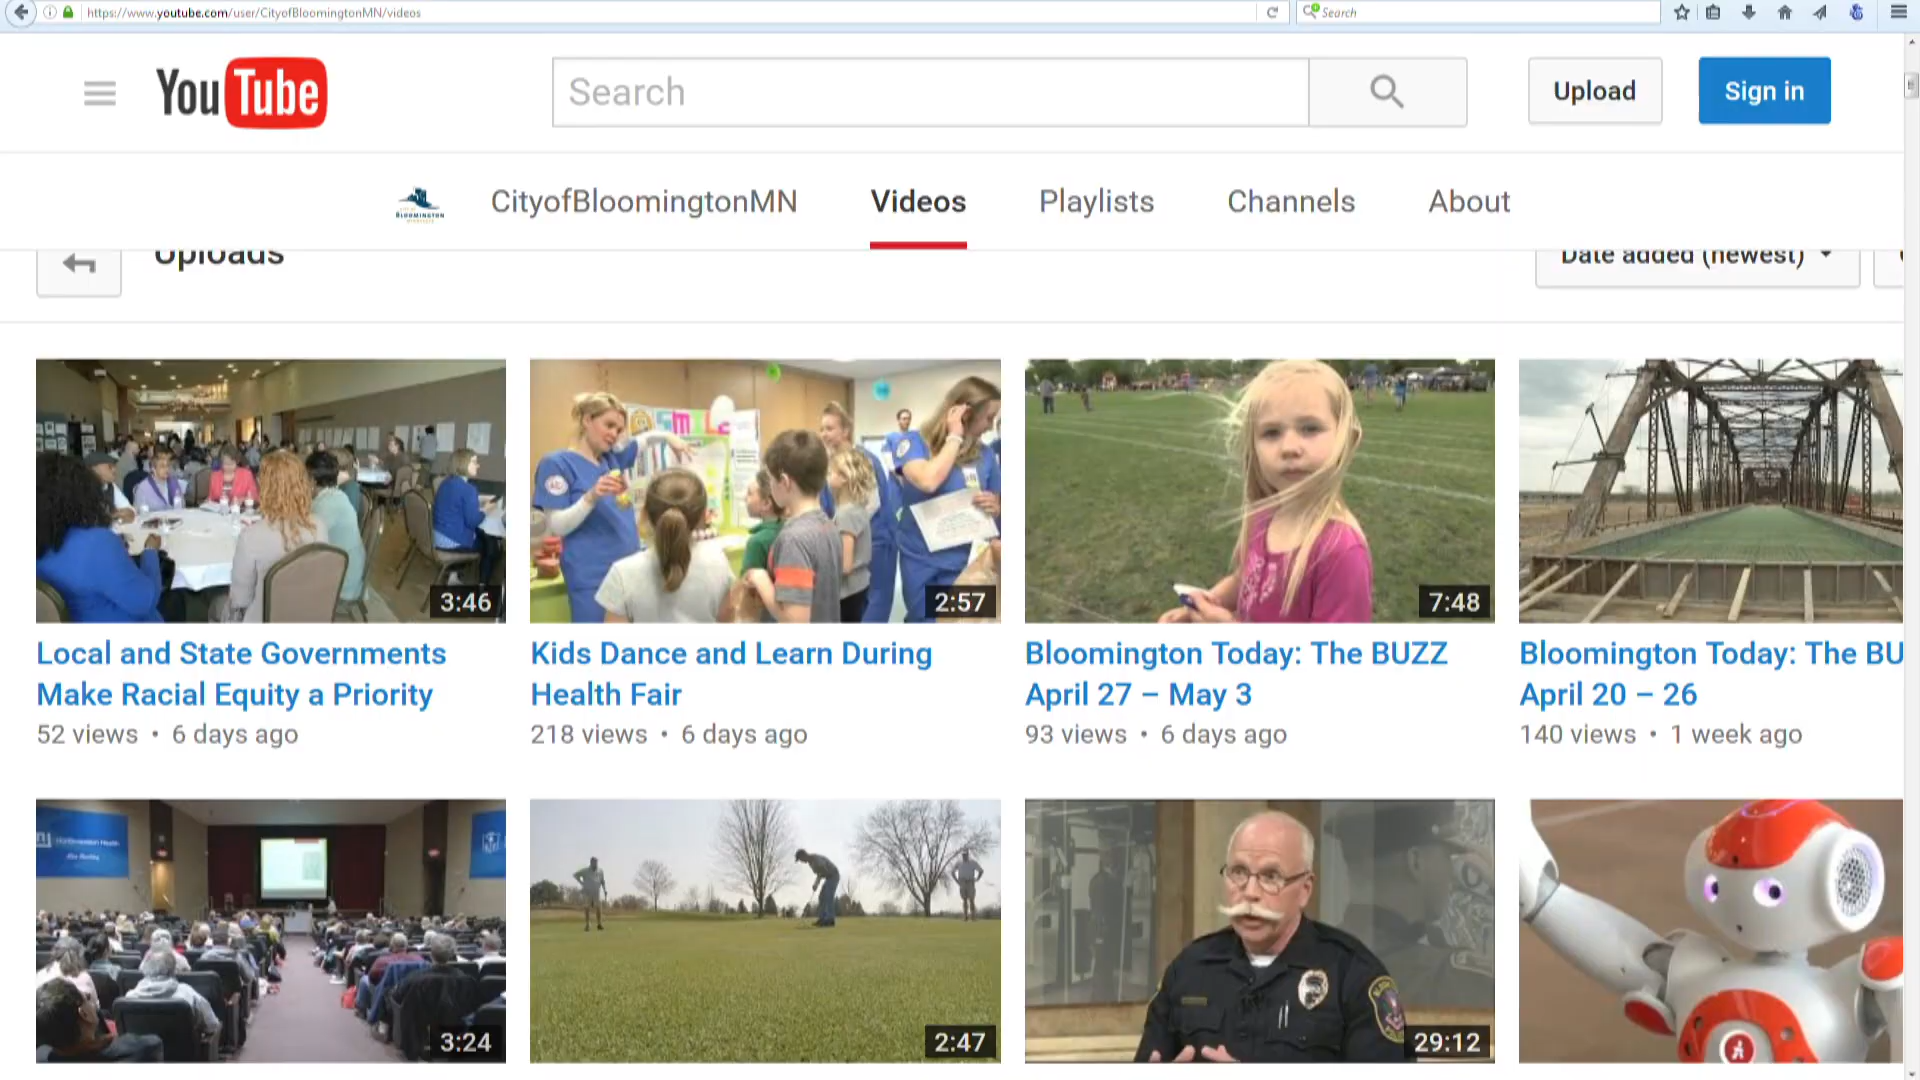 https://www.youtube.com/user/CityofBloomingtonMN/videos
Search
YouTube
Search
Upload
Sign in
BLOOMINGTON
CityofBloomingtonMN
Videos
Playlists
Channels
About
Uploads
Date added (newest)
3:46
2:57
7:48
Local and State Governments
Make Racial Equity a Priority
52 views • 6 days ago
Kids Dance and Learn During
Health Fair
218 views • 6 days ago
Bloomington Today: The BUZZ
April 27 – May 3
93 views • 6 days ago
Bloomington Today: The BU
April 20 – 26
140 views • 1 week ago
3:24
2:47
29:12